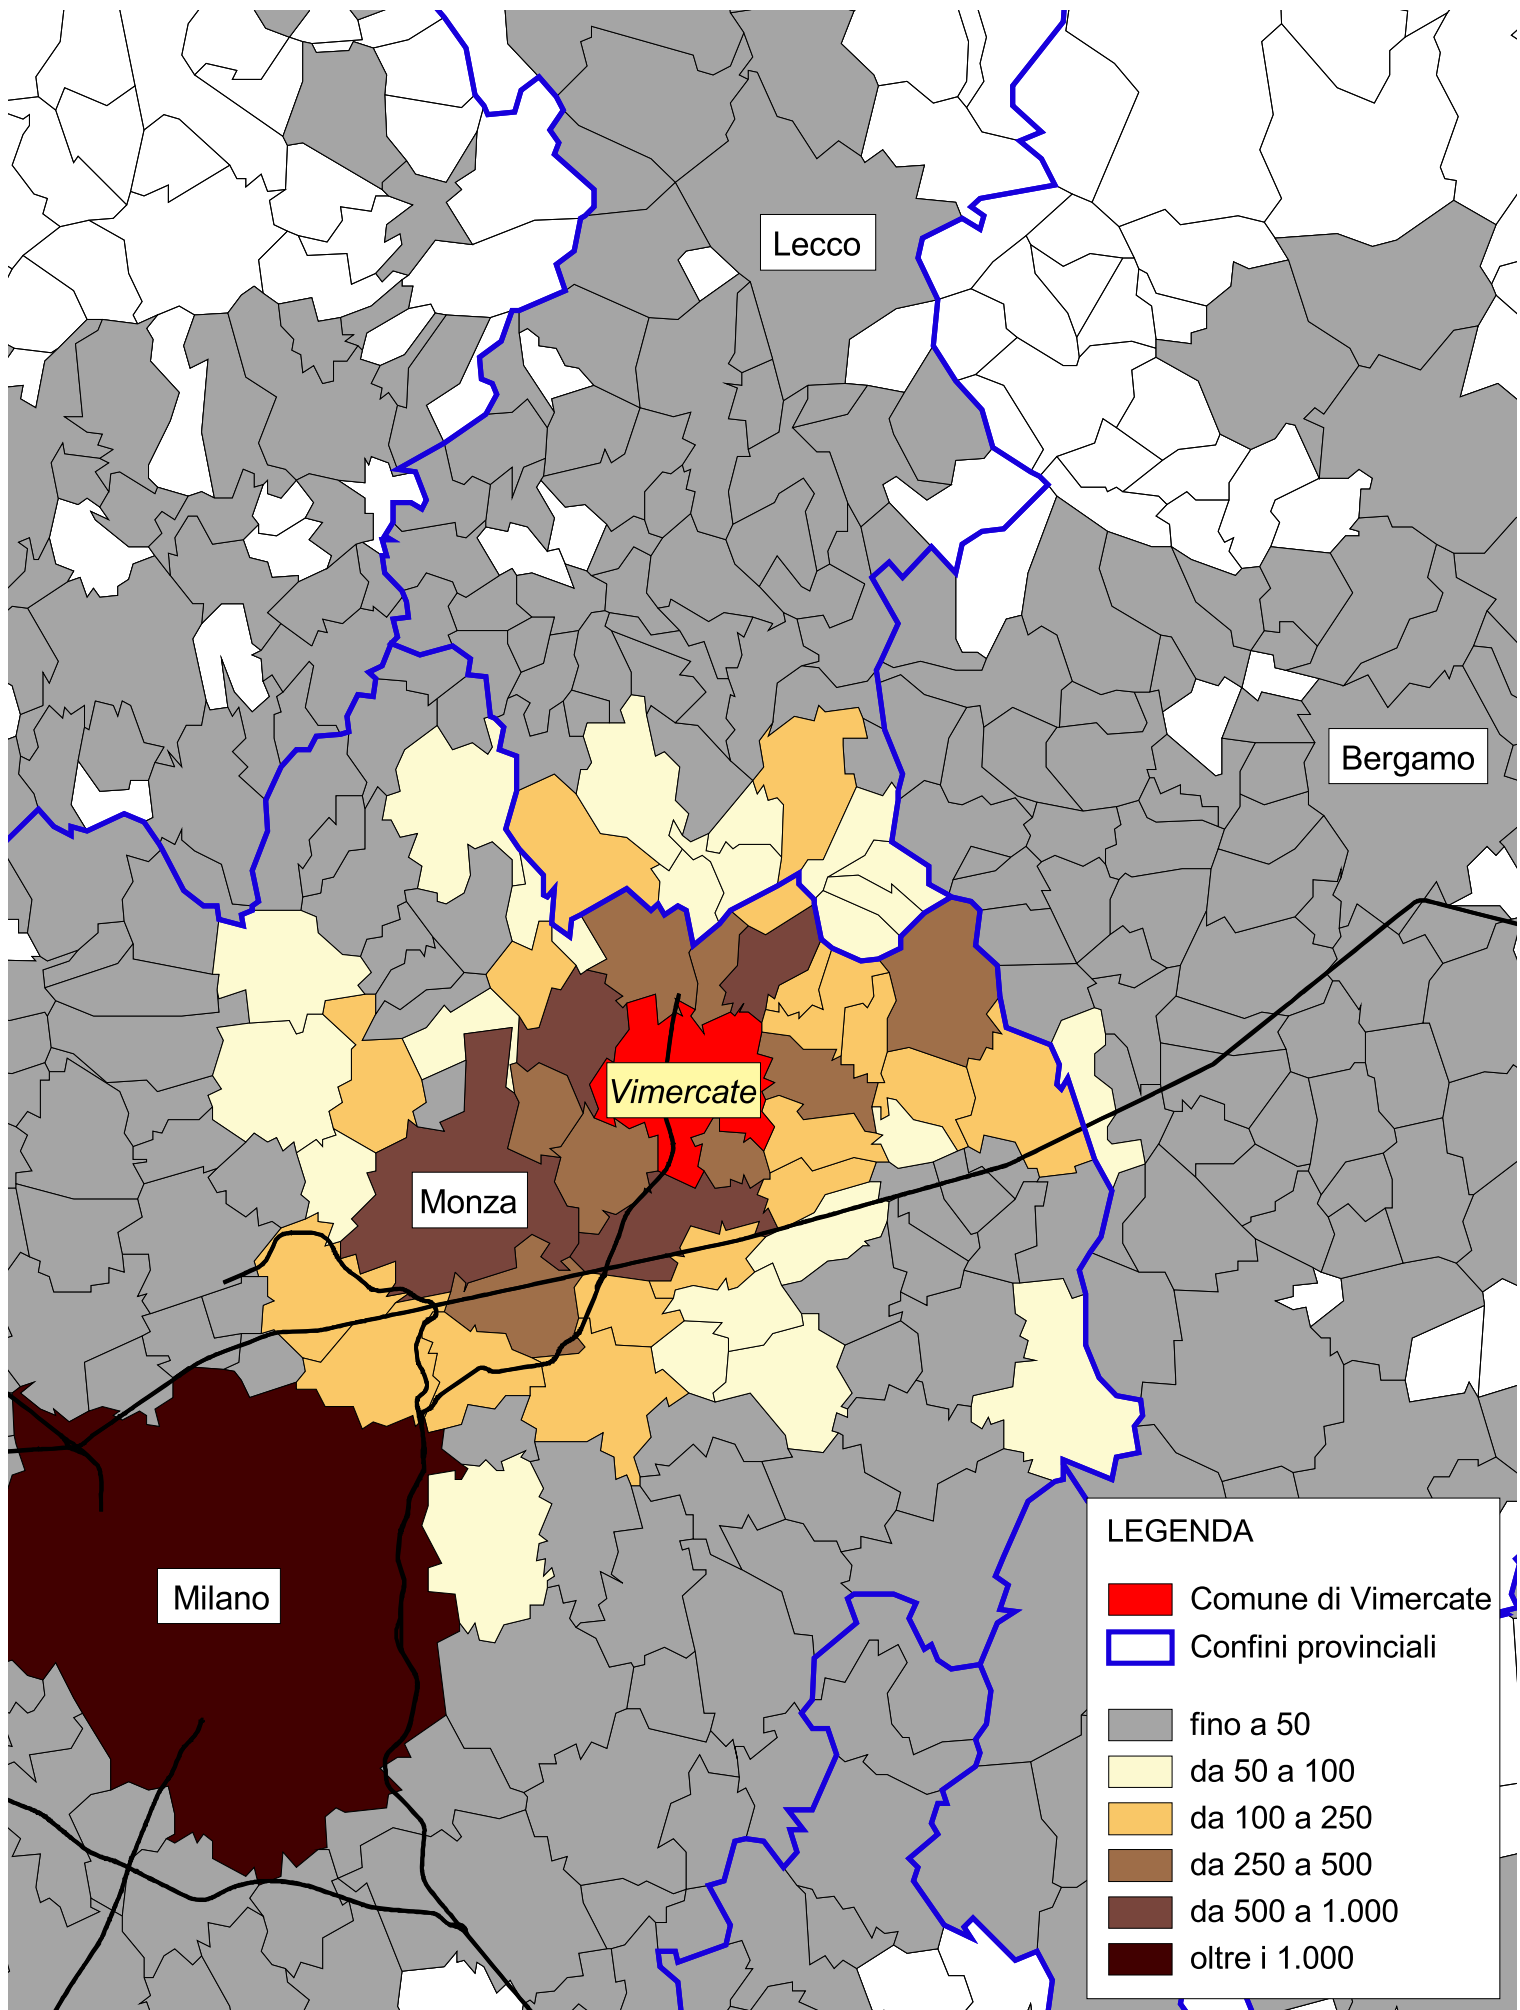 Lecco
Bergamo
Vimercate
Monza
Milano
LEGENDA
Comune di Vimercate
Confini provinciali
fino a 50
da 50 a 100
da 100 a 250
da 250 a 500
da 500 a 1.000
oltre i 1.000